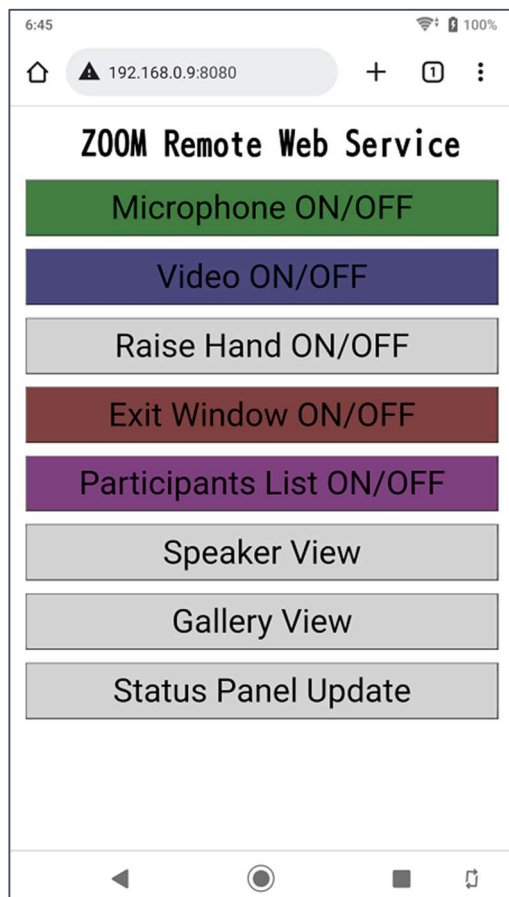 6:45
100%
192.168.0.9:8080
1
ZOOM Remote Web Service
Microphone ON/OFF
Video ON/OFF
Raise Hand ON/OFF
Exit Window ON/OFF
Participants List ON/OFF
Speaker View
Gallery View
Status Panel Update